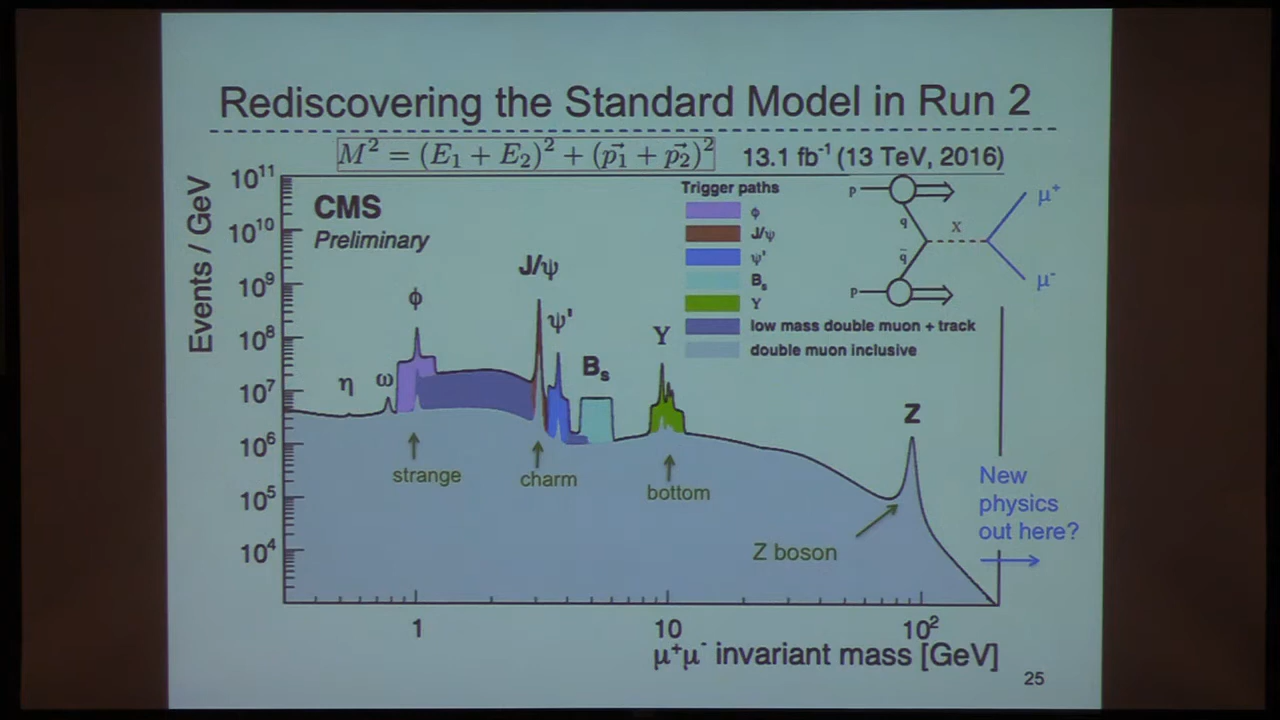 Rediscovering the Standard Model in Run 2
M² = (E₁ + E₂)² + (p⃗₁ + p⃗₂)²
13.1 fb⁻¹ (13 TeV, 2016)
Events / GeV
10¹¹
10¹⁰
10⁹
10⁸
10⁷
10⁶
10⁵
10⁴
CMS
Preliminary
η
ω
ϕ
J/ψ
ψ'
Bₛ
Υ
Z
strange
charm
bottom
Z boson
Trigger paths
ϕ
J/ψ
ψ'
Bₛ
Υ
low mass double muon + track
double muon inclusive
p
q
X
q̄
p
μ⁺
μ⁻
New
physics
out here?
1
10
10²
μ⁺μ⁻ invariant mass [GeV]
25